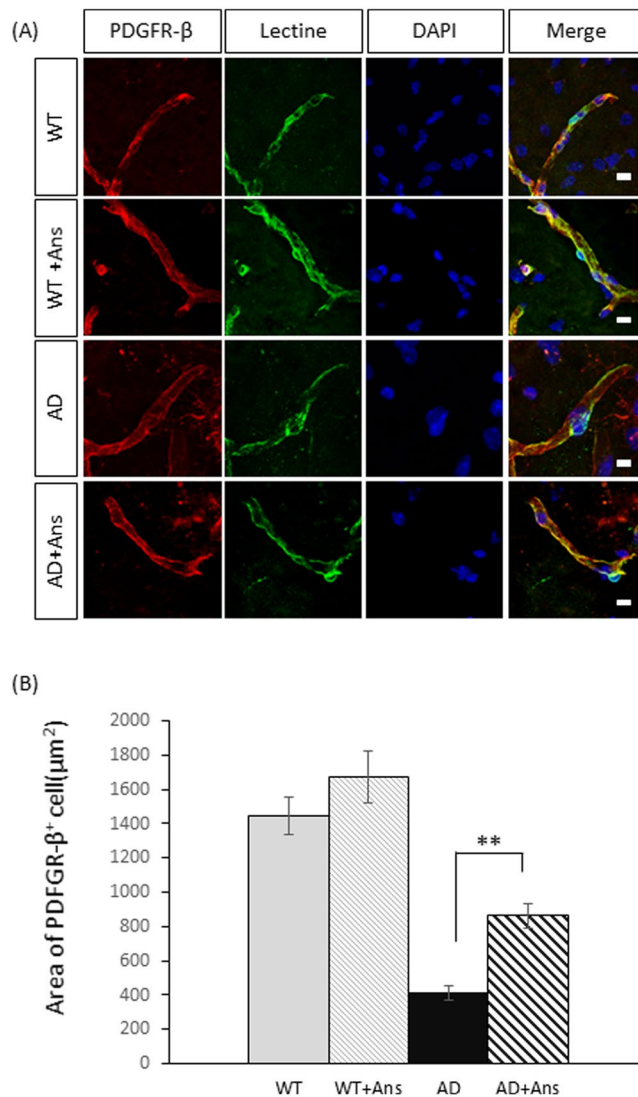 (A)
PDGFR-β Lectine DAPI Merge
WT
WT +Ans
AD
AD+Ans
(B)
Area of PDFGR-β⁺ cell(μm²)
2000
1800
1600
1400
1200
1000
800
600
400
200
0
**
WT WT+Ans AD AD+Ans